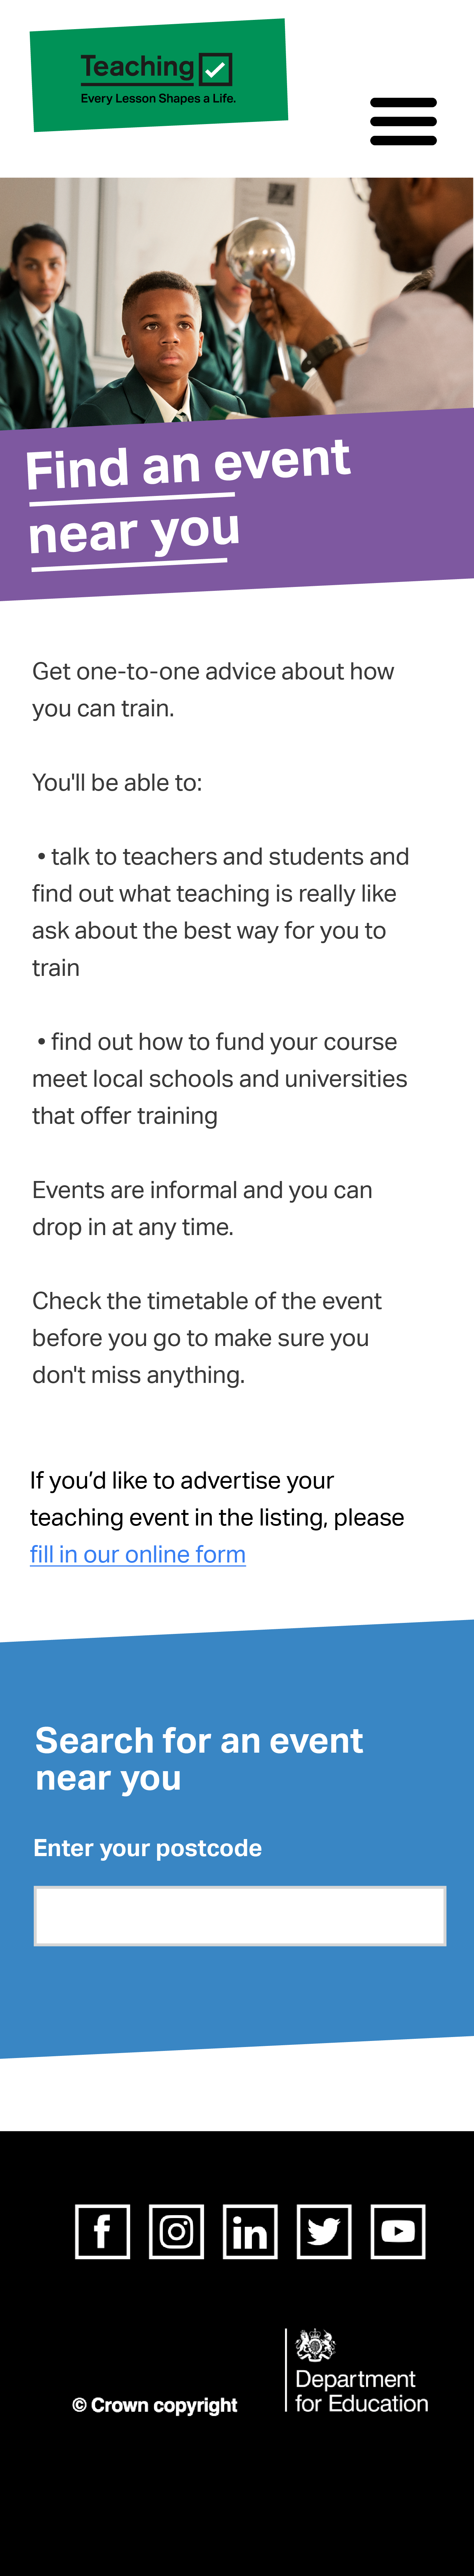 Teaching
Every Lesson Shapes a Life.
Find an event
near you
Get one-to-one advice about how
you can train.
You'll be able to:
• talk to teachers and students and
find out what teaching is really like
ask about the best way for you to
train
• find out how to fund your course
meet local schools and universities
that offer training
Events are informal and you can
drop in at any time.
Check the timetable of the event
before you go to make sure you
don't miss anything.
If you’d like to advertise your
teaching event in the listing, please
fill in our online form
Search for an event
near you
Enter your postcode
© Crown copyright
Department
for Education